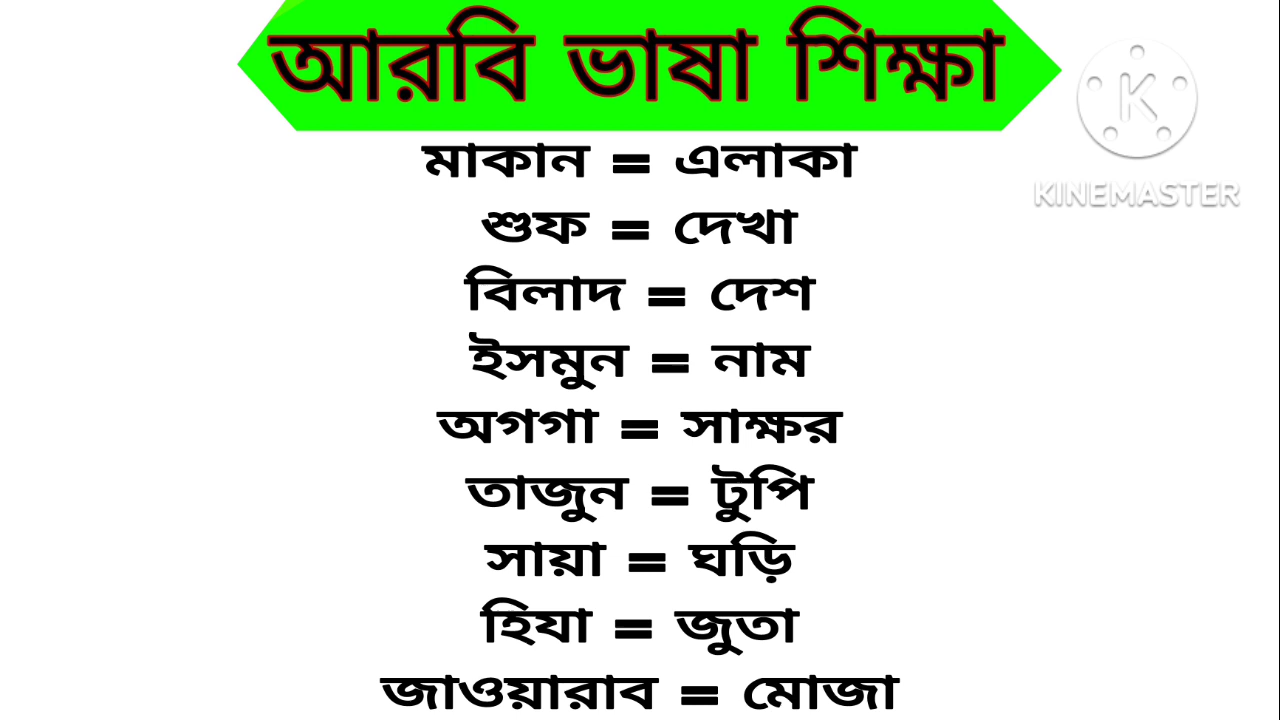 আরবি ভাষা শিক্ষা
K
KINEMASTER
মাকান = এলাকা
শুফ = দেখা
বিলাদ = দেশ
ইসমুন = নাম
অগগা = সাক্ষর
তাজুন = টুপি
সায়া = ঘড়ি
হিযা = জুতা
জাওয়ারাব = মোজা